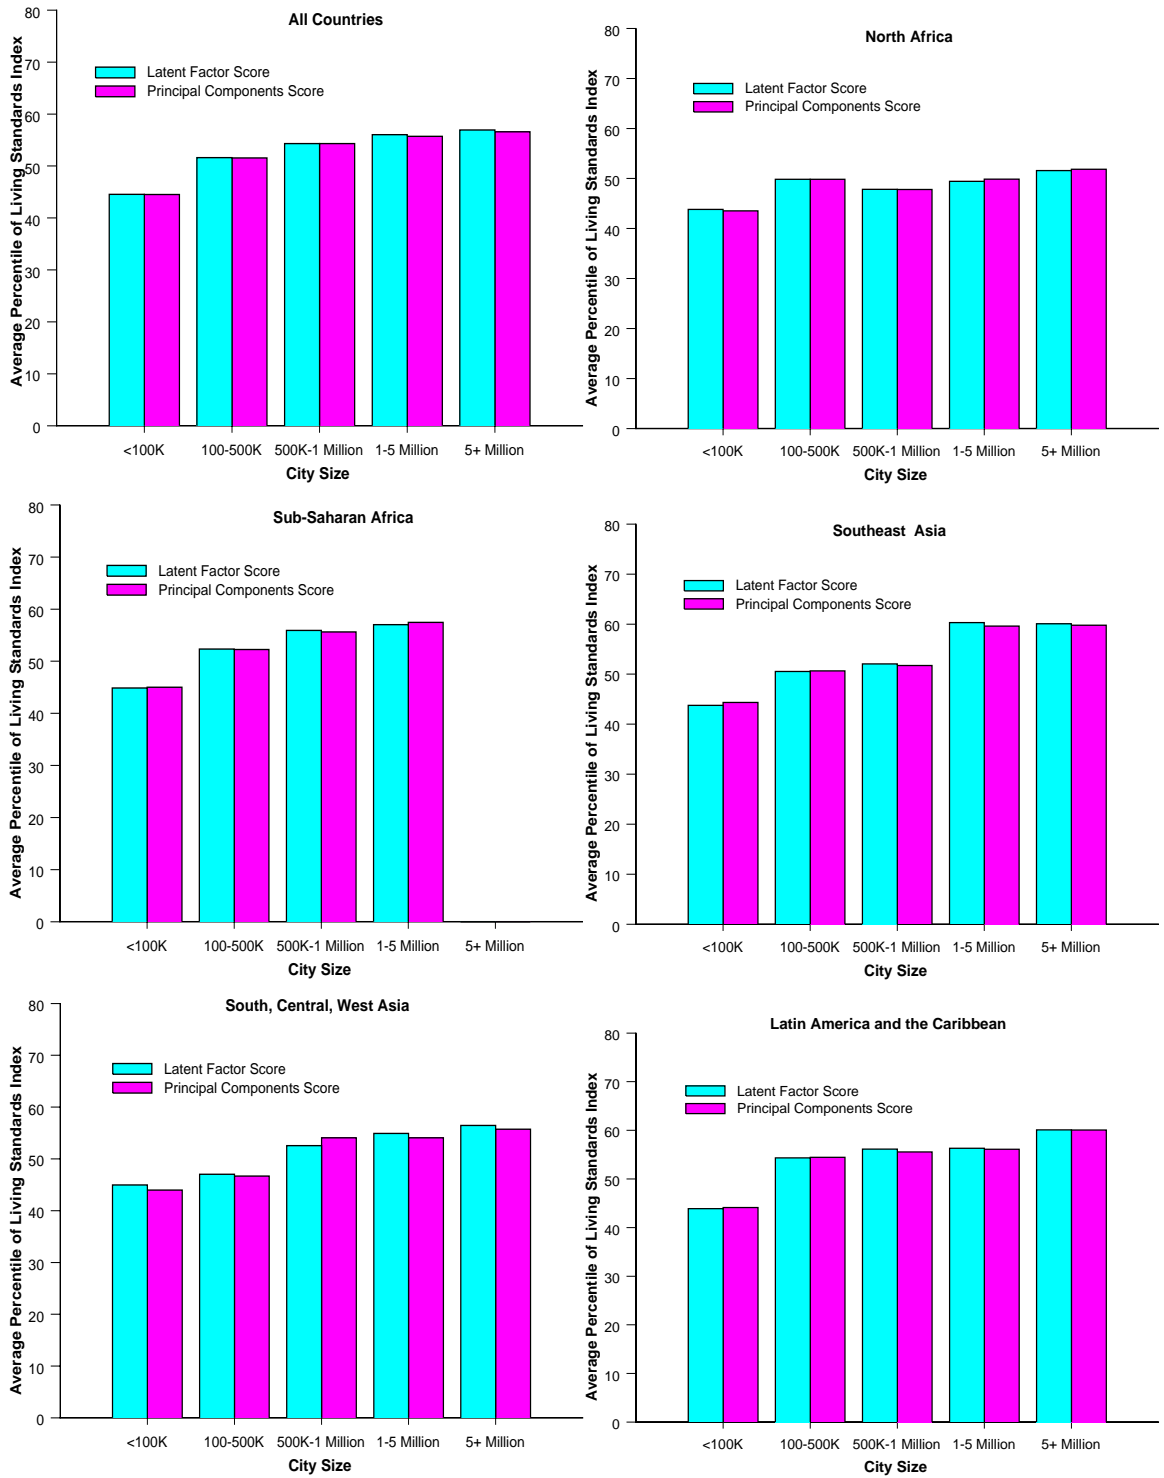 All Countries
Latent Factor Score
Principal Components Score
Average Percentile of Living Standards Index
80
70
60
50
40
30
20
10
0
<100K 100-500K 500K-1 Million 1-5 Million 5+ Million
City Size
North Africa
Latent Factor Score
Principal Components Score
Average Percentile of Living Standards Index
80
70
60
50
40
30
20
10
0
<100K 100-500K 500K-1 Million 1-5 Million 5+ Million
City Size
Sub-Saharan Africa
Latent Factor Score
Principal Components Score
Average Percentile of Living Standards Index
80
70
60
50
40
30
20
10
0
<100K 100-500K 500K-1 Million 1-5 Million 5+ Million
City Size
Southeast Asia
Latent Factor Score
Principal Components Score
Average Percentile of Living Standards Index
80
70
60
50
40
30
20
10
0
<100K 100-500K 500K-1 Million 1-5 Million 5+ Million
City Size
South, Central, West Asia
Latent Factor Score
Principal Components Score
Average Percentile of Living Standards Index
80
70
60
50
40
30
20
10
0
<100K 100-500K 500K-1 Million 1-5 Million 5+ Million
City Size
Latin America and the Caribbean
Latent Factor Score
Principal Components Score
Average Percentile of Living Standards Index
80
70
60
50
40
30
20
10
0
<100K 100-500K 500K-1 Million 1-5 Million 5+ Million
City Size